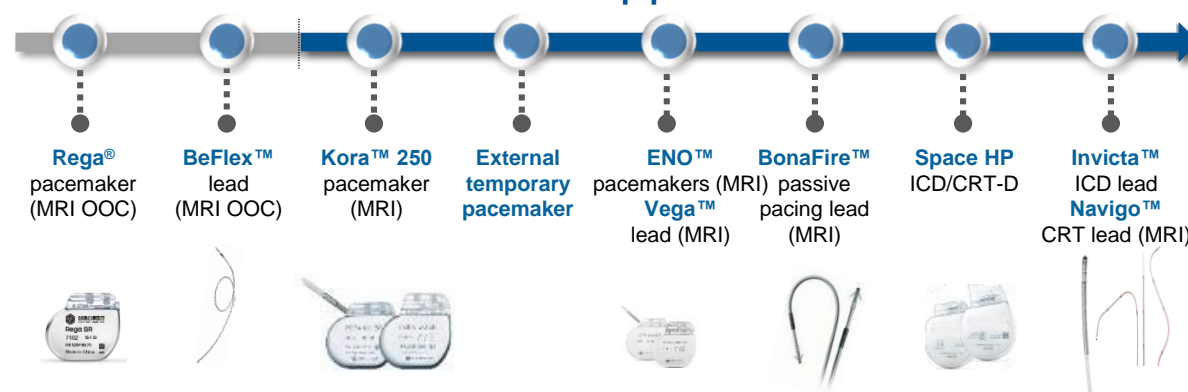 Rega®
pacemaker
(MRI OOC)
BeFlex™
lead
(MRI OOC)
Kora™ 250
pacemaker
(MRI)
External
temporary
pacemaker
ENO™
pacemakers (MRI)
Vega™
lead (MRI)
BonaFire™
passive
pacing lead
(MRI)
Space HP
ICD/CRT-D
Invicta™
ICD lead
Navigo™
CRT lead (MRI)
Rega SR
7102
Made in China